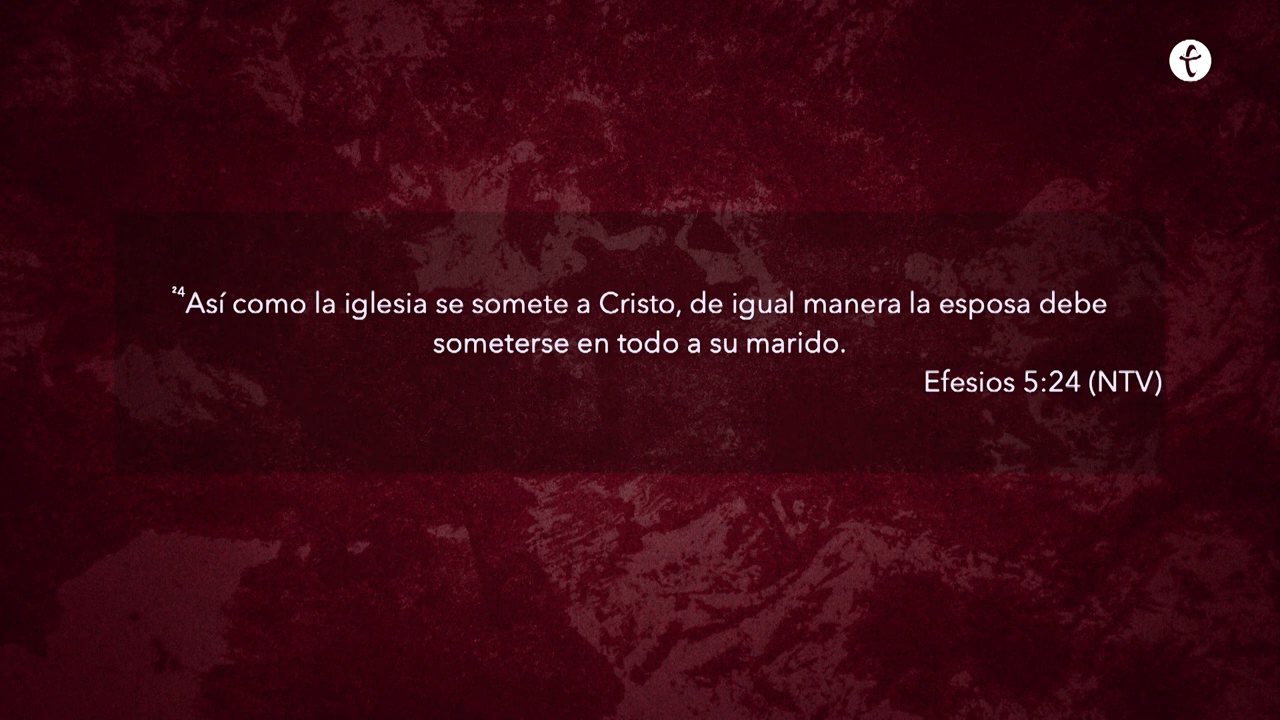 ²⁴Así como la iglesia se somete a Cristo, de igual manera la esposa debe
someterse en todo a su marido.
Efesios 5:24 (NTV)